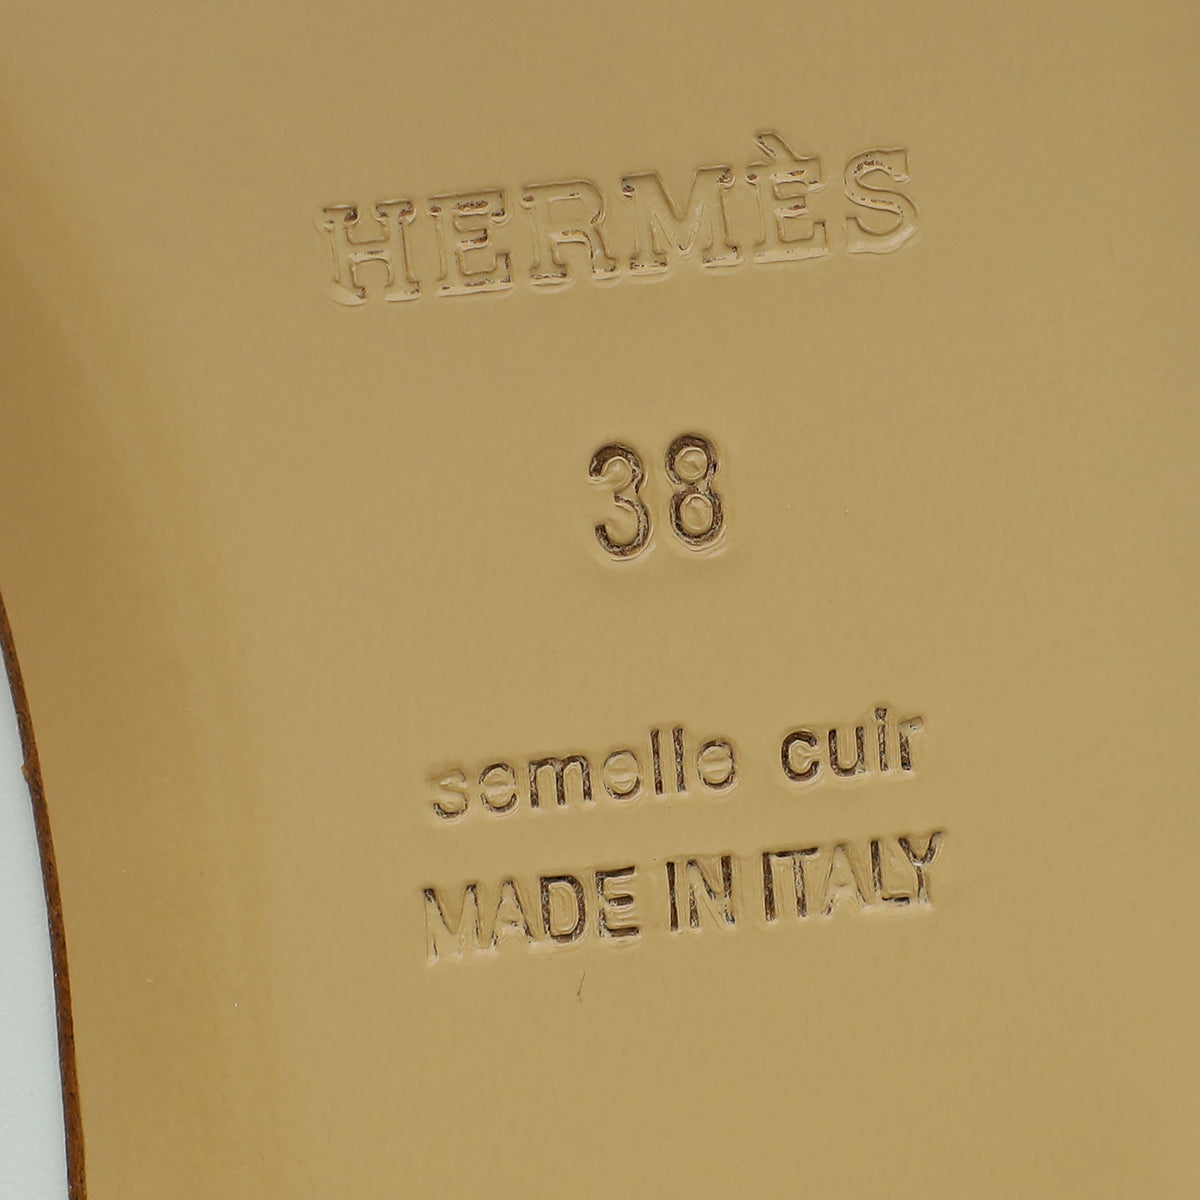 HERMÈS
38
semelle cuir
MADE IN ITALY